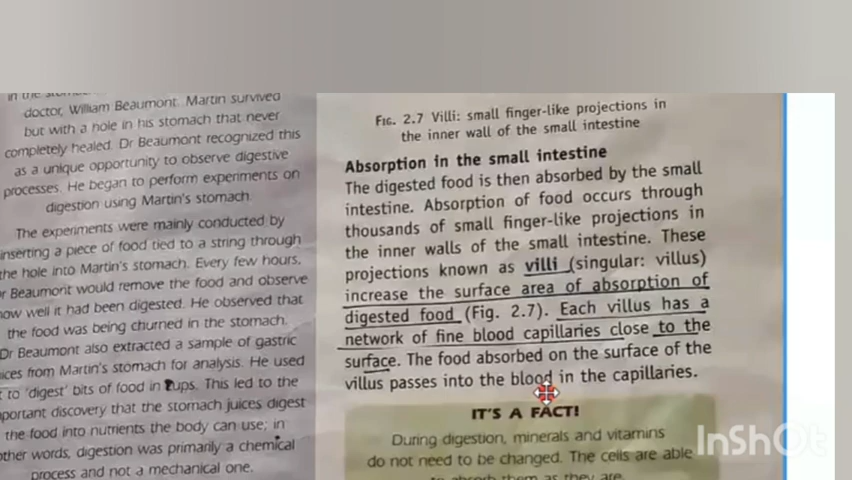 doctor, William Beaumont. Martin survived
but with a hole in his stomach that never
completely healed. Dr Beaumont recognized this
as a unique opportunity to observe digestive
processes. He began to perform experiments on
digestion using Martin's stomach.
The experiments were mainly conducted by
inserting a piece of food tied to a string through
the hole into Martin's stomach. Every few hours,
Dr Beaumont would remove the food and observe
how well it had been digested. He observed that
the food was being churned in the stomach.
Dr Beaumont also extracted a sample of gastric
juices from Martin's stomach for analysis. He used
to 'digest' bits of food in cups. This led to the
important discovery that the stomach juices digest
the food into nutrients the body can use; in
other words, digestion was primarily a chemical
process and not a mechanical one.
FIG. 2.7 Villi: small finger-like projections in
the inner wall of the small intestine
Absorption in the small intestine
The digested food is then absorbed by the small
intestine. Absorption of food occurs through
thousands of small finger-like projections in
the inner walls of the small intestine. These
projections known as villi (singular: villus)
increase the surface area of absorption of
digested food (Fig. 2.7). Each villus has a
network of fine blood capillaries close to the
surface. The food absorbed on the surface of the
villus passes into the blood in the capillaries.
IT'S A FACT!
During digestion, minerals and vitamins
do not need to be changed. The cells are able
to absorb them as they are.
InShOt